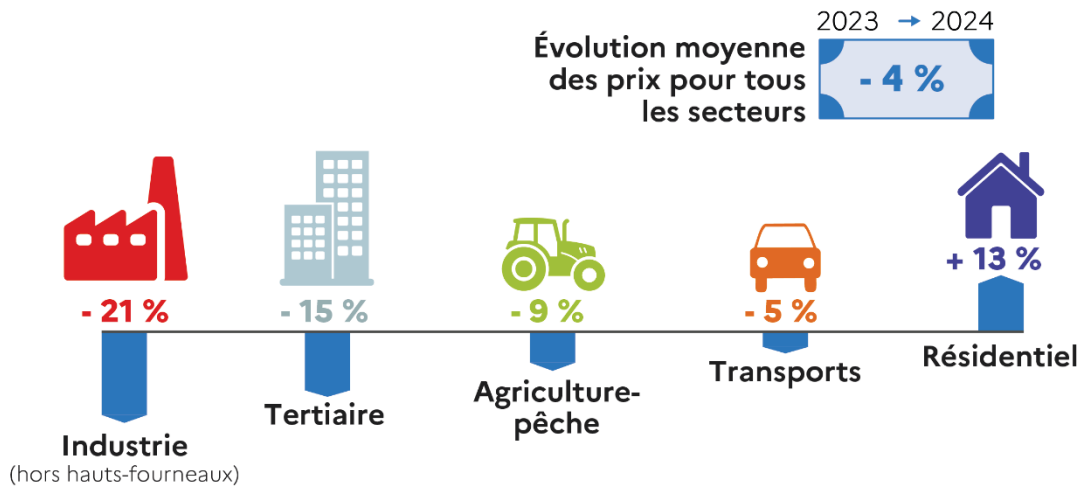 2023 → 2024
Évolution moyenne
des prix pour tous
les secteurs
- 4 %
- 21 %
- 15 %
- 9 %
- 5 %
+ 13 %
Industrie
(hors hauts-fourneaux)
Tertiaire
Agriculture-
pêche
Transports
Résidentiel